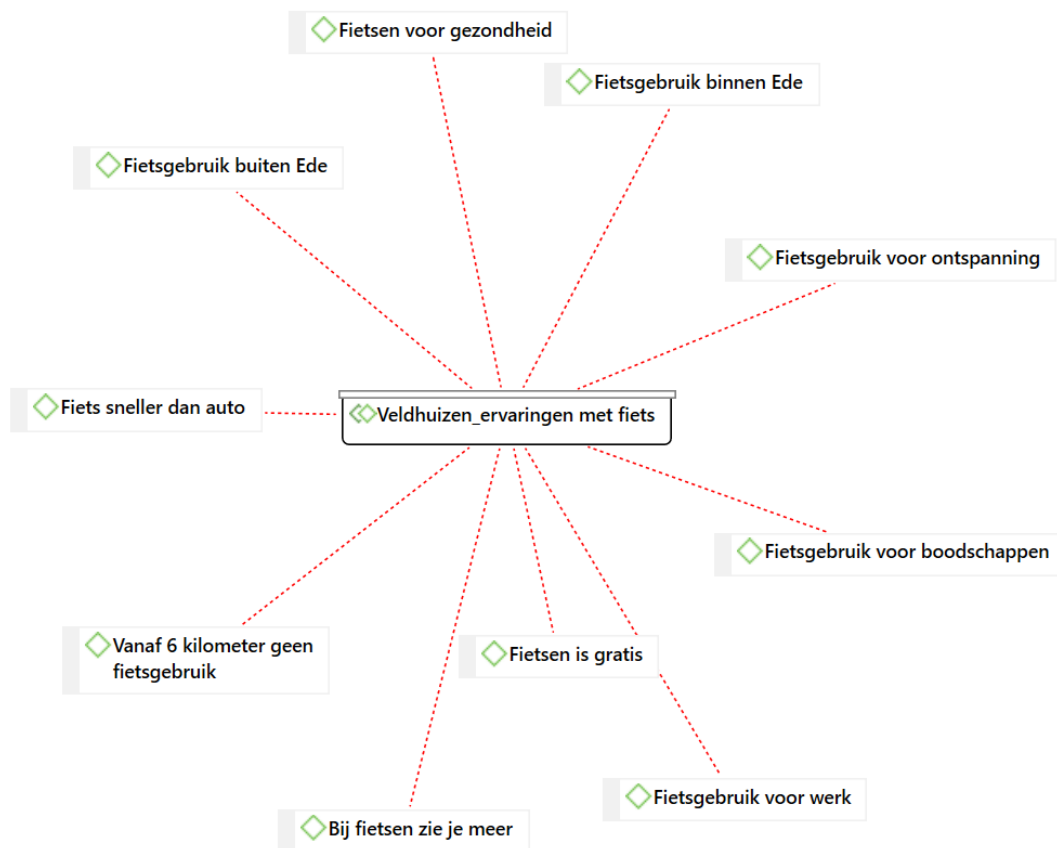 Fietsen voor gezondheid
Fietsgebruik binnen Ede
Fietsgebruik buiten Ede
Fietsgebruik voor ontspanning
Fiets sneller dan auto
Veldhuizen_ervaringen met fiets
Fietsgebruik voor boodschappen
Vanaf 6 kilometer geen
fietsgebruik
Fietsen is gratis
Fietsgebruik voor werk
Bij fietsen zie je meer